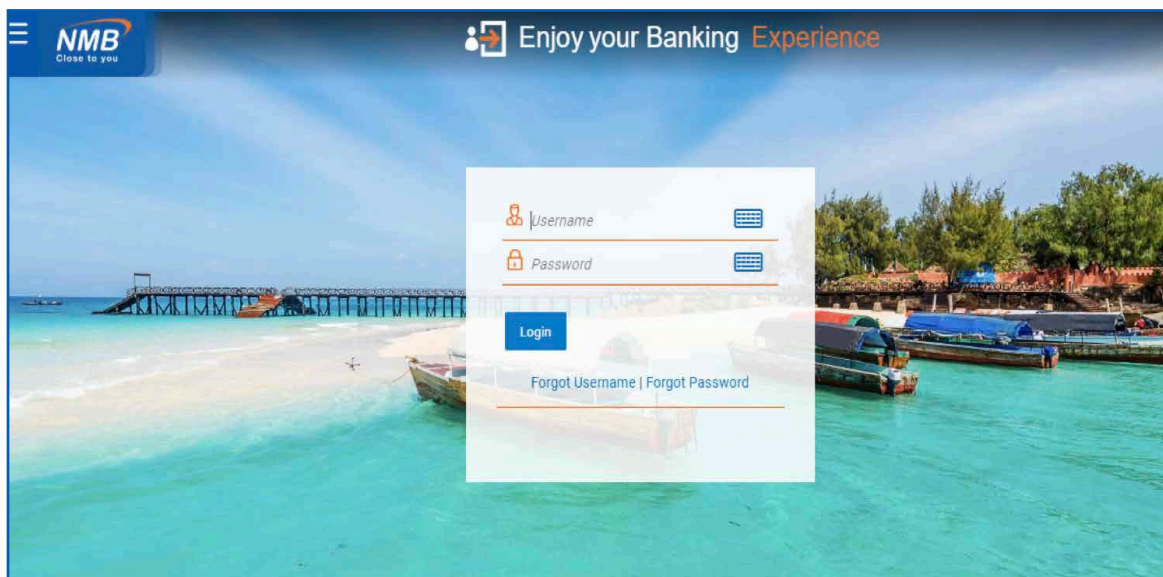 NMB
Close to you
Enjoy your Banking Experience
Username
Password
Login
Forgot Username | Forgot Password